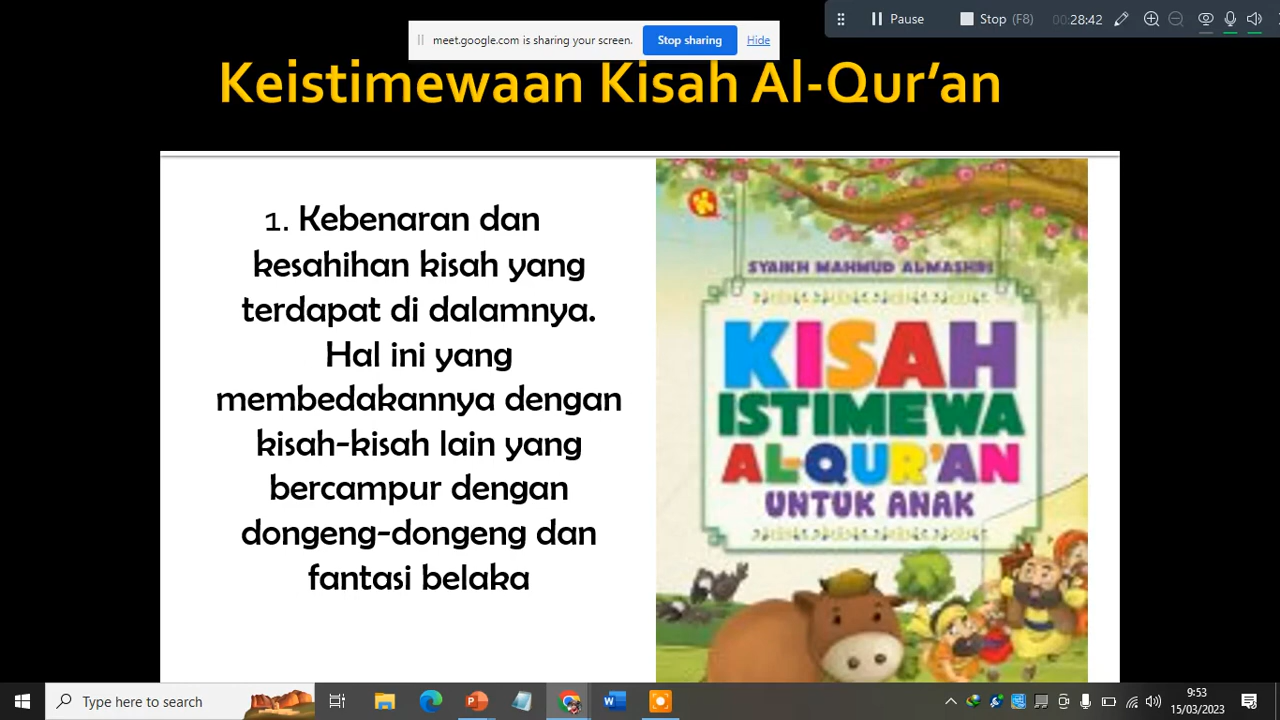 Pause
Stop (F8)
00:28:42
meet.google.com is sharing your screen.
Stop sharing
Hide
Keistimewaan Kisah Al-Qur’an
1. Kebenaran dan
kesahihan kisah yang
terdapat di dalamnya.
Hal ini yang
membedakannya dengan
kisah-kisah lain yang
bercampur dengan
dongeng-dongeng dan
fantasi belaka
SYAIKH MAHMUD ALMASHRI
KISAH
ISTIMEWA
AL-QUR'AN
UNTUK ANAK
Type here to search
9:53
15/03/2023